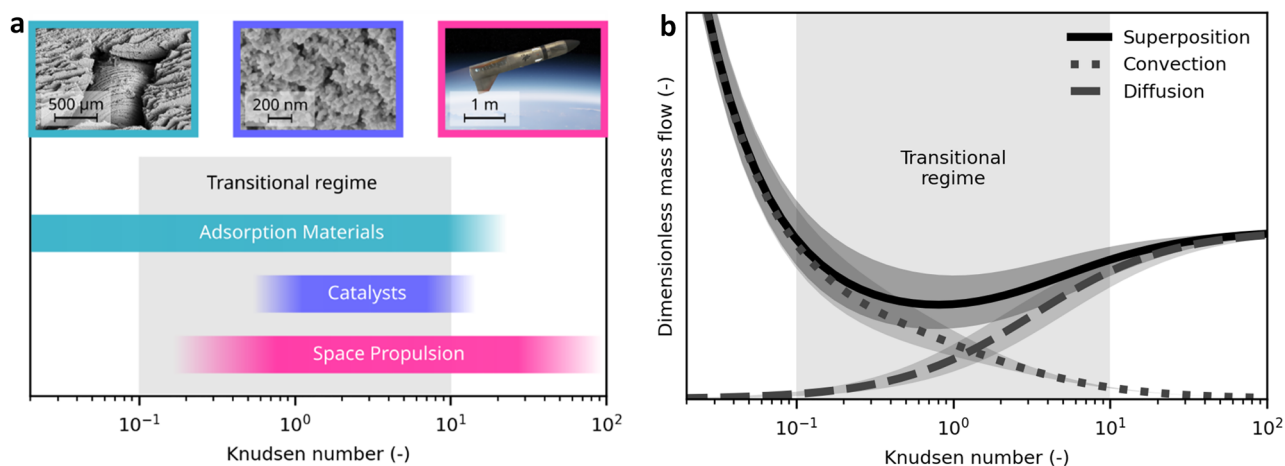 a
500 µm
200 nm
1 m
Transitional regime
Adsorption Materials
Catalysts
Space Propulsion
10⁻¹
10⁰
10¹
10²
Knudsen number (-)
b
Superposition
Convection
Diffusion
Transitional
regime
Dimensionless mass flow (-)
10⁻¹
10⁰
10¹
10²
Knudsen number (-)